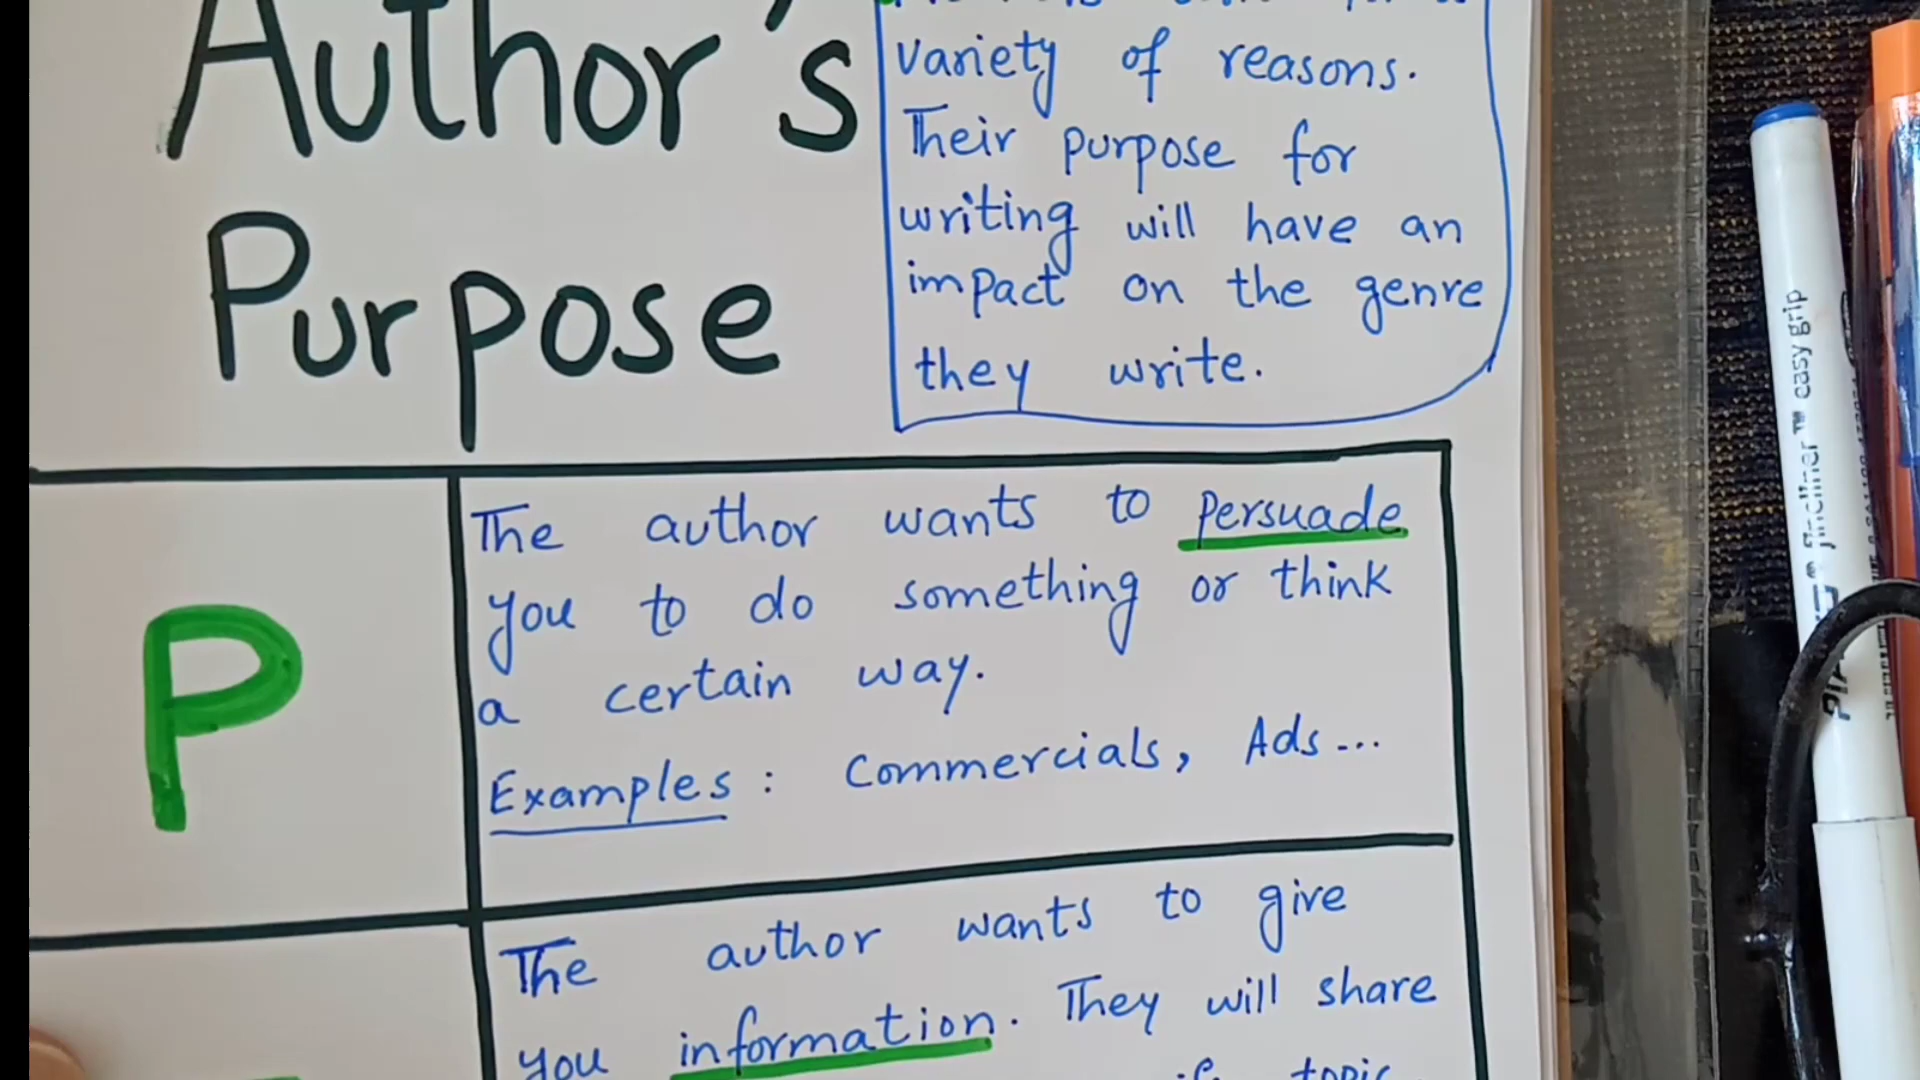 Author's
Purpose
variety of reasons.
Their purpose for
writing will have an
impact on the genre
they write.
P
The author wants to persuade
you to do something or think
a certain way.
Examples : Commercials, Ads...
The author wants to give
you information. They will share
topic
fineliner™ easy grip